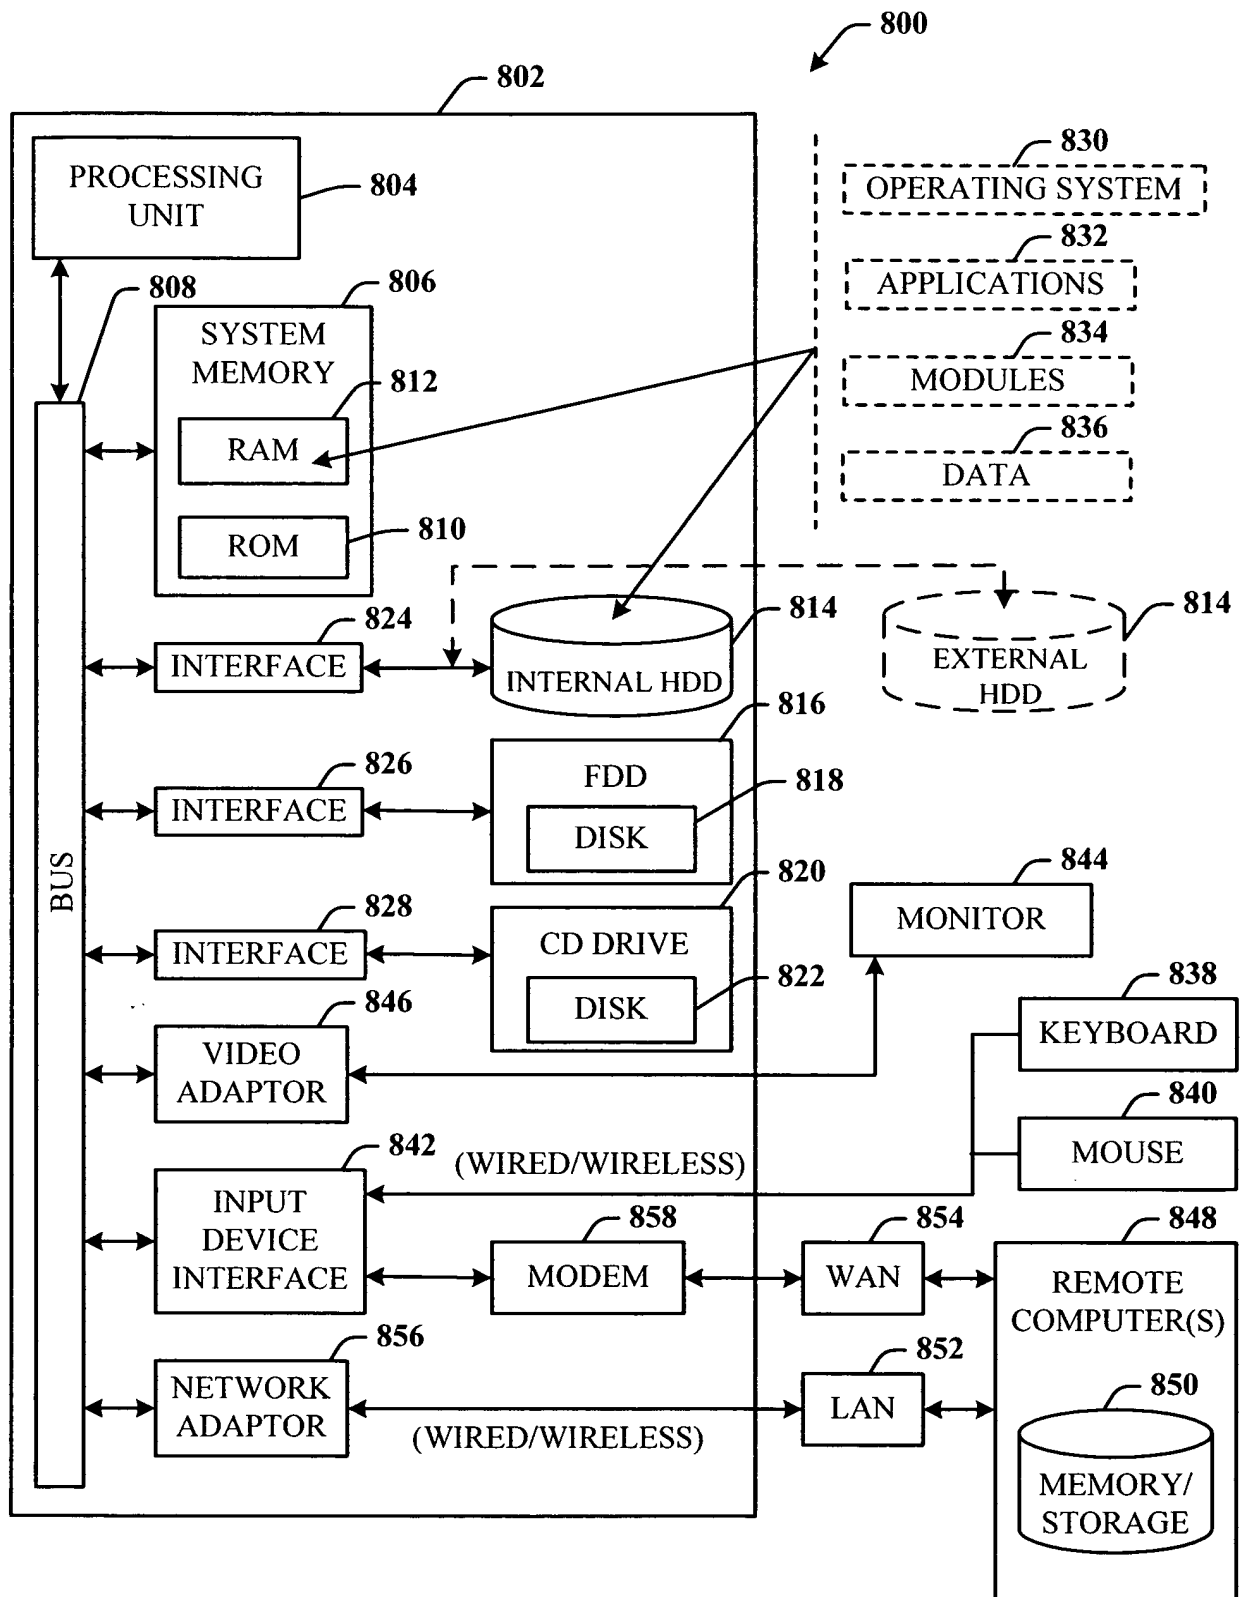 800
802
PROCESSING
UNIT
804
830
OPERATING SYSTEM
832
APPLICATIONS
834
MODULES
836
DATA
808
806
SYSTEM
MEMORY
812
RAM
810
ROM
BUS
824
INTERFACE
814
INTERNAL HDD
814
EXTERNAL
HDD
826
INTERFACE
816
FDD
818
DISK
828
INTERFACE
820
CD DRIVE
822
DISK
844
MONITOR
846
VIDEO
ADAPTOR
838
KEYBOARD
840
MOUSE
842
INPUT
DEVICE
INTERFACE
(WIRED/WIRELESS)
858
MODEM
854
WAN
848
REMOTE
COMPUTER(S)
856
NETWORK
ADAPTOR
(WIRED/WIRELESS)
852
LAN
850
MEMORY/
STORAGE